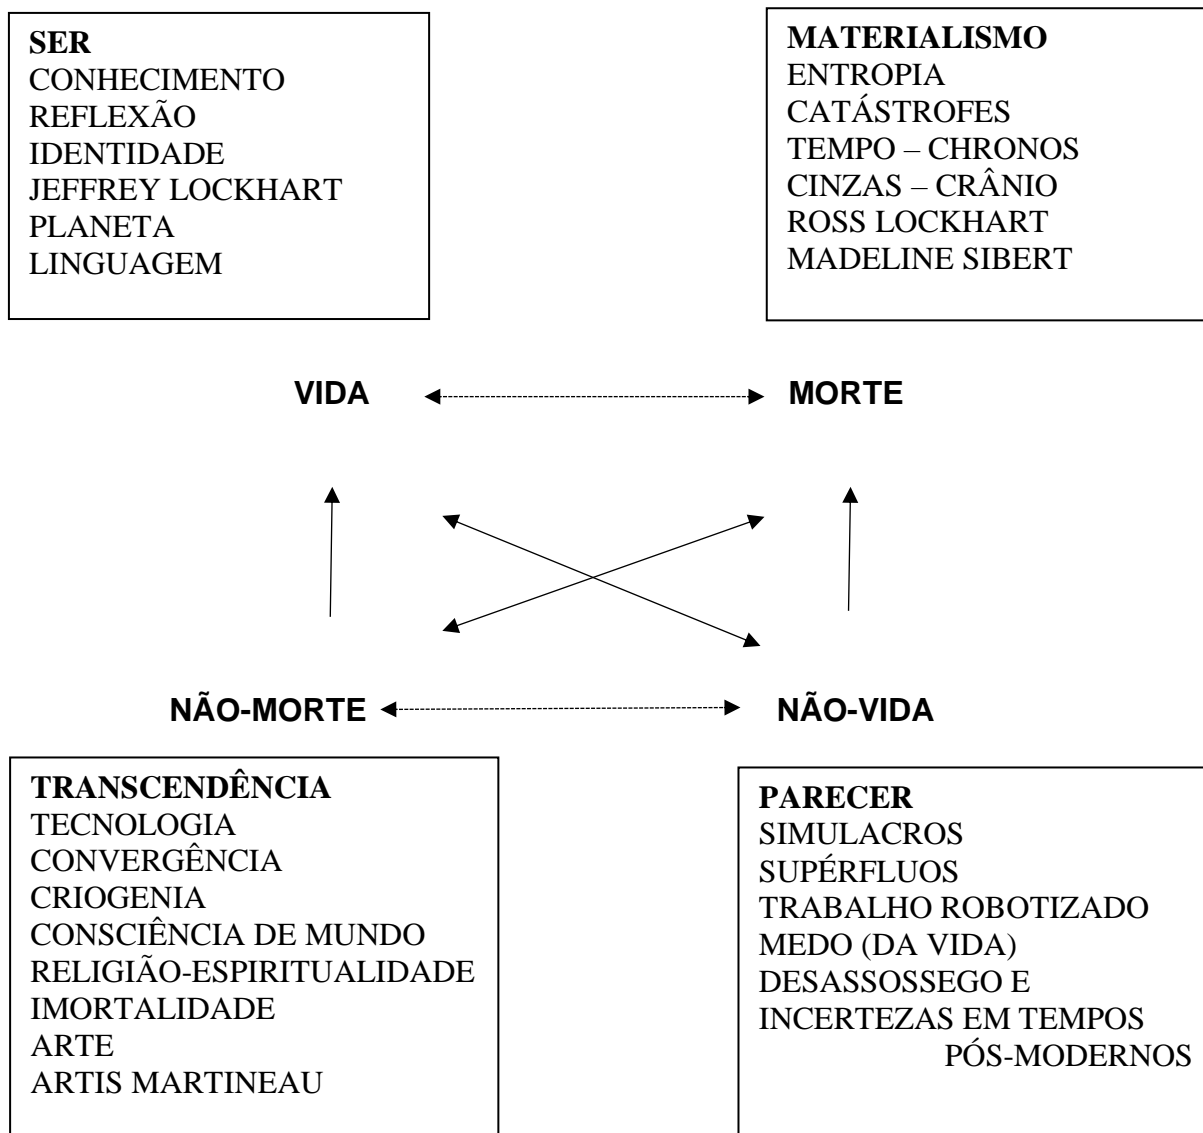 SER
CONHECIMENTO
REFLEXÃO
IDENTIDADE
JEFFREY LOCKHART
PLANETA
LINGUAGEM
MATERIALISMO
ENTROPIA
CATÁSTROFES
TEMPO – CHRONOS
CINZAS – CRÂNIO
ROSS LOCKHART
MADELINE SIBERT
VIDA
MORTE
NÃO-MORTE
NÃO-VIDA
TRANSCENDÊNCIA
TECNOLOGIA
CONVERGÊNCIA
CRIOGENIA
CONSCIÊNCIA DE MUNDO
RELIGIÃO-ESPIRITUALIDADE
IMORTALIDADE
ARTE
ARTIS MARTINEAU
PARECER
SIMULACROS
SUPÉRFLUOS
TRABALHO ROBOTIZADO
MEDO (DA VIDA)
DESASSOSSEGO E
INCERTEZAS EM TEMPOS
PÓS-MODERNOS